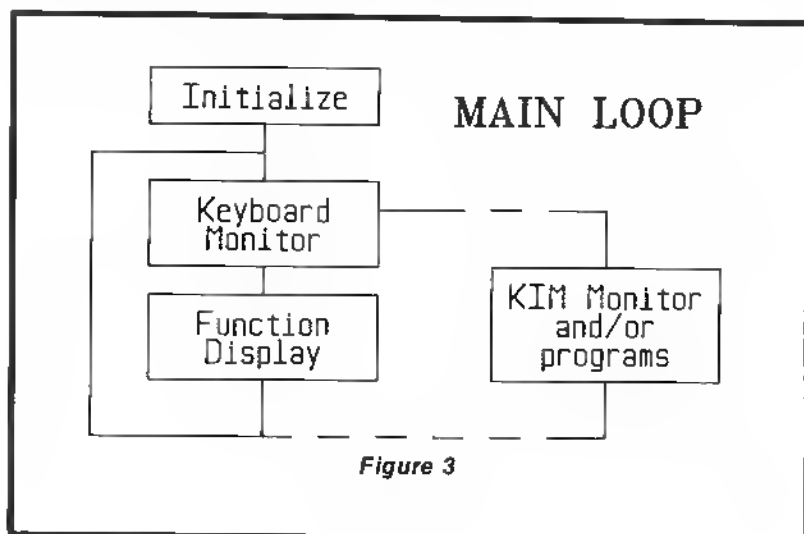 Initialize
MAIN LOOP
Keyboard
Monitor
Function
Display
KIM Monitor
and/or
programs
Figure 3